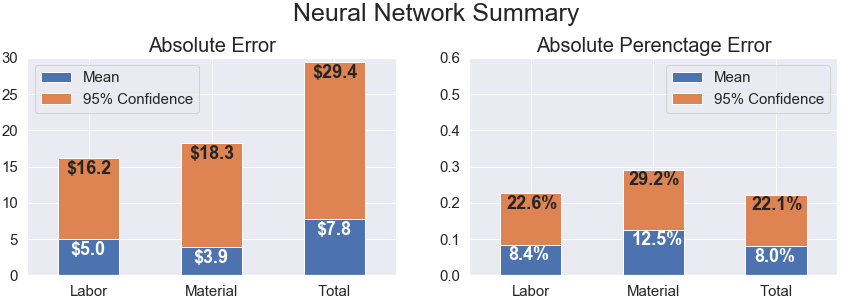 Neural Network Summary
Absolute Error
30
25
20
15
10
5
0
Mean
95% Confidence
$16.2
$5.0
$18.3
$3.9
$29.4
$7.8
Labor
Material
Total
Absolute Perenctage Error
0.6
0.5
0.4
0.3
0.2
0.1
0.0
Mean
95% Confidence
22.6%
8.4%
29.2%
12.5%
22.1%
8.0%
Labor
Material
Total